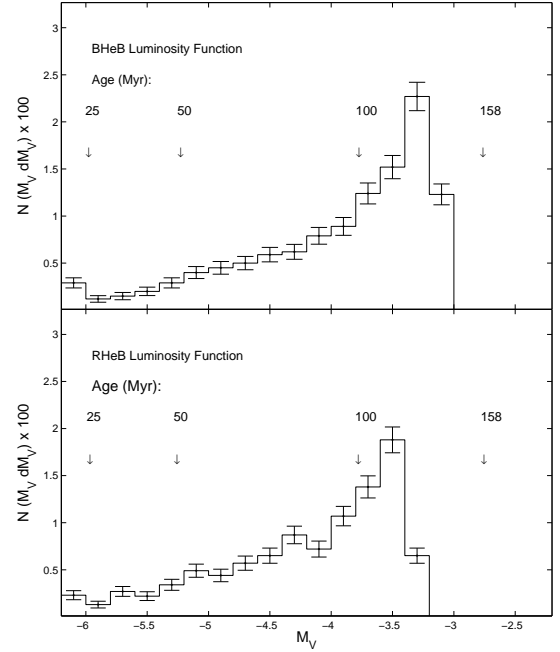 3
BHeB Luminosity Function
2.5
Age (Myr):
25 50 100 158
2
N (M_V dM_V) x 100
1.5
1
0.5
3
RHeB Luminosity Function
2.5
Age (Myr):
25 50 100 158
2
N (M_V dM_V) x 100
1.5
1
0.5
−6 −5.5 −5 −4.5 −4 −3.5 −3 −2.5
M_V